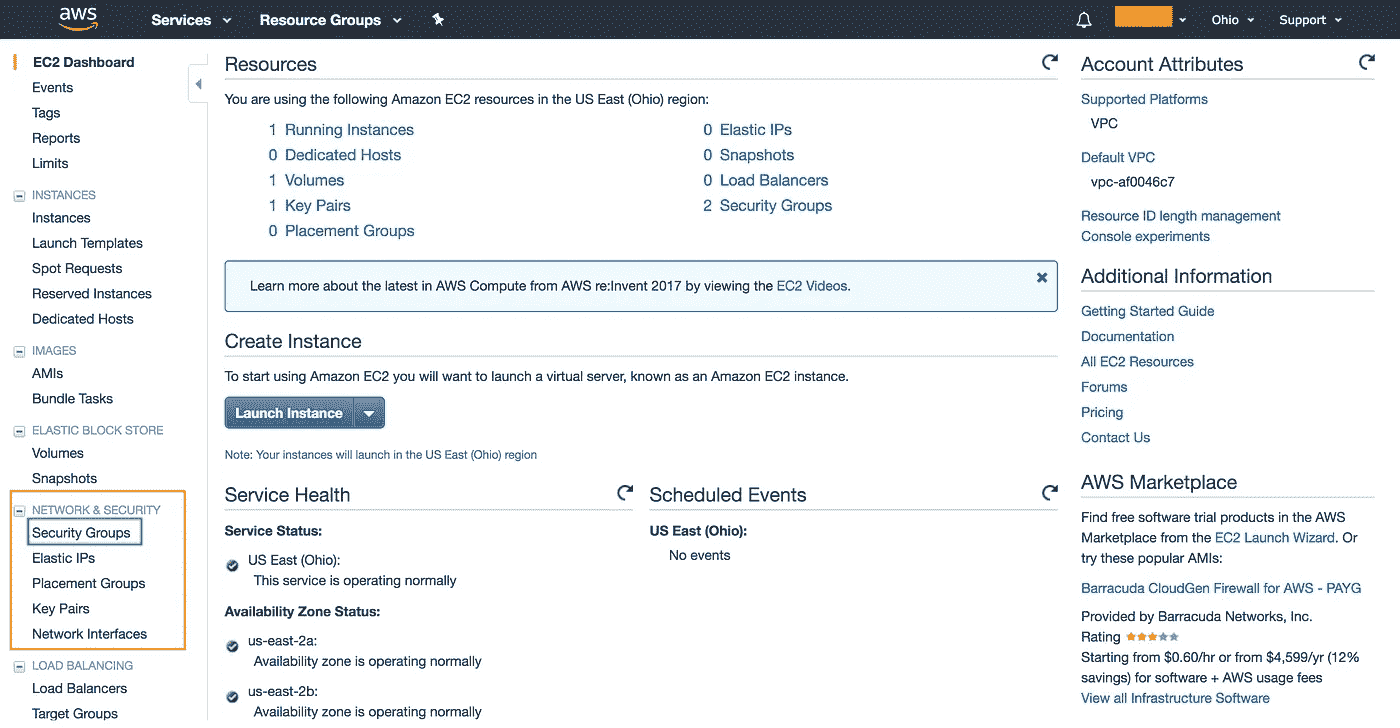 aws
Services
Resource Groups
Ohio
Support
EC2 Dashboard
Events
Tags
Reports
Limits
INSTANCES
Instances
Launch Templates
Spot Requests
Reserved Instances
Dedicated Hosts
IMAGES
AMIs
Bundle Tasks
ELASTIC BLOCK STORE
Volumes
Snapshots
NETWORK & SECURITY
Security Groups
Elastic IPs
Placement Groups
Key Pairs
Network Interfaces
LOAD BALANCING
Load Balancers
Target Groups
Resources
You are using the following Amazon EC2 resources in the US East (Ohio) region:
1 Running Instances
0 Dedicated Hosts
1 Volumes
1 Key Pairs
0 Placement Groups
0 Elastic IPs
0 Snapshots
0 Load Balancers
2 Security Groups
Learn more about the latest in AWS Compute from AWS re:Invent 2017 by viewing the EC2 Videos.
Create Instance
To start using Amazon EC2 you will want to launch a virtual server, known as an Amazon EC2 instance.
Launch Instance
Note: Your instances will launch in the US East (Ohio) region
Service Health
Service Status:
US East (Ohio):
This service is operating normally
Availability Zone Status:
us-east-2a:
Availability zone is operating normally
us-east-2b:
Availability zone is operating normally
Scheduled Events
US East (Ohio):
No events
Account Attributes
Supported Platforms
VPC
Default VPC
vpc-af0046c7
Resource ID length management
Console experiments
Additional Information
Getting Started Guide
Documentation
All EC2 Resources
Forums
Pricing
Contact Us
AWS Marketplace
Find free software trial products in the AWS
Marketplace from the EC2 Launch Wizard. Or
try these popular AMIs:
Barracuda CloudGen Firewall for AWS - PAYG
Provided by Barracuda Networks, Inc.
Rating
Starting from $0.60/hr or from $4,599/yr (12%
savings) for software + AWS usage fees
View all Infrastructure Software